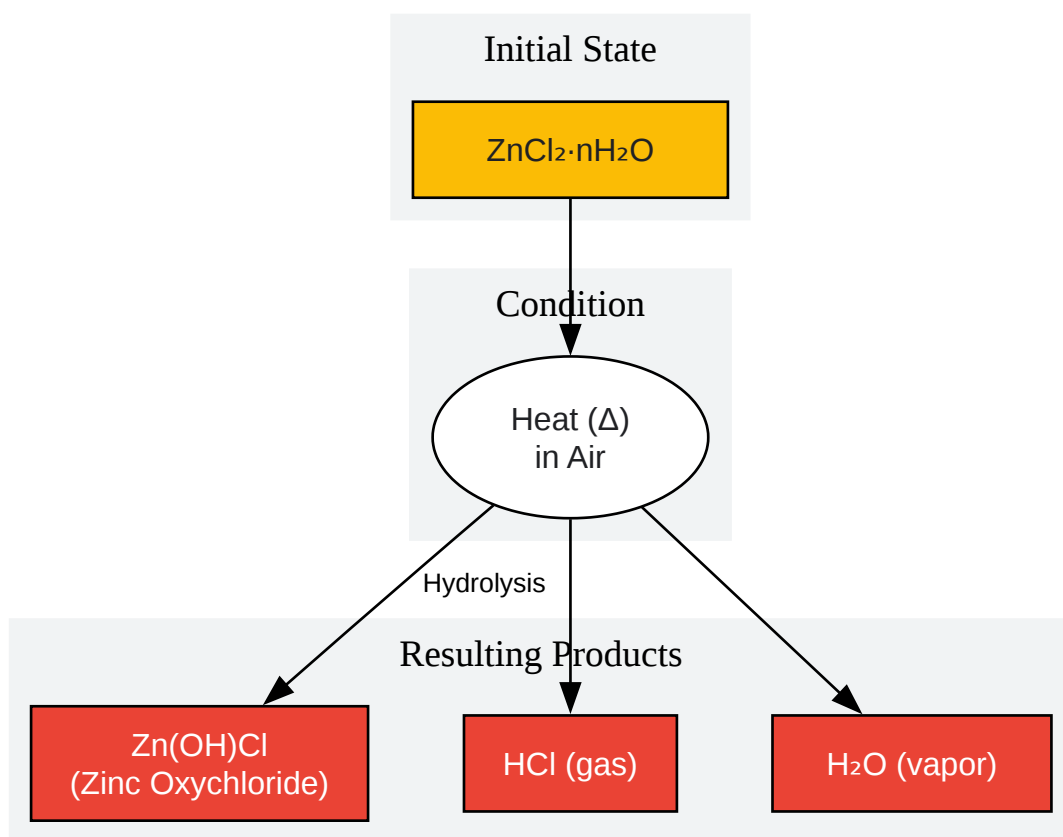 Initial State
ZnCl₂·nH₂O
Condition
Heat (Δ)
in Air
Hydrolysis
Resulting Products
Zn(OH)Cl
(Zinc Oxychloride)
HCl (gas)
H₂O (vapor)